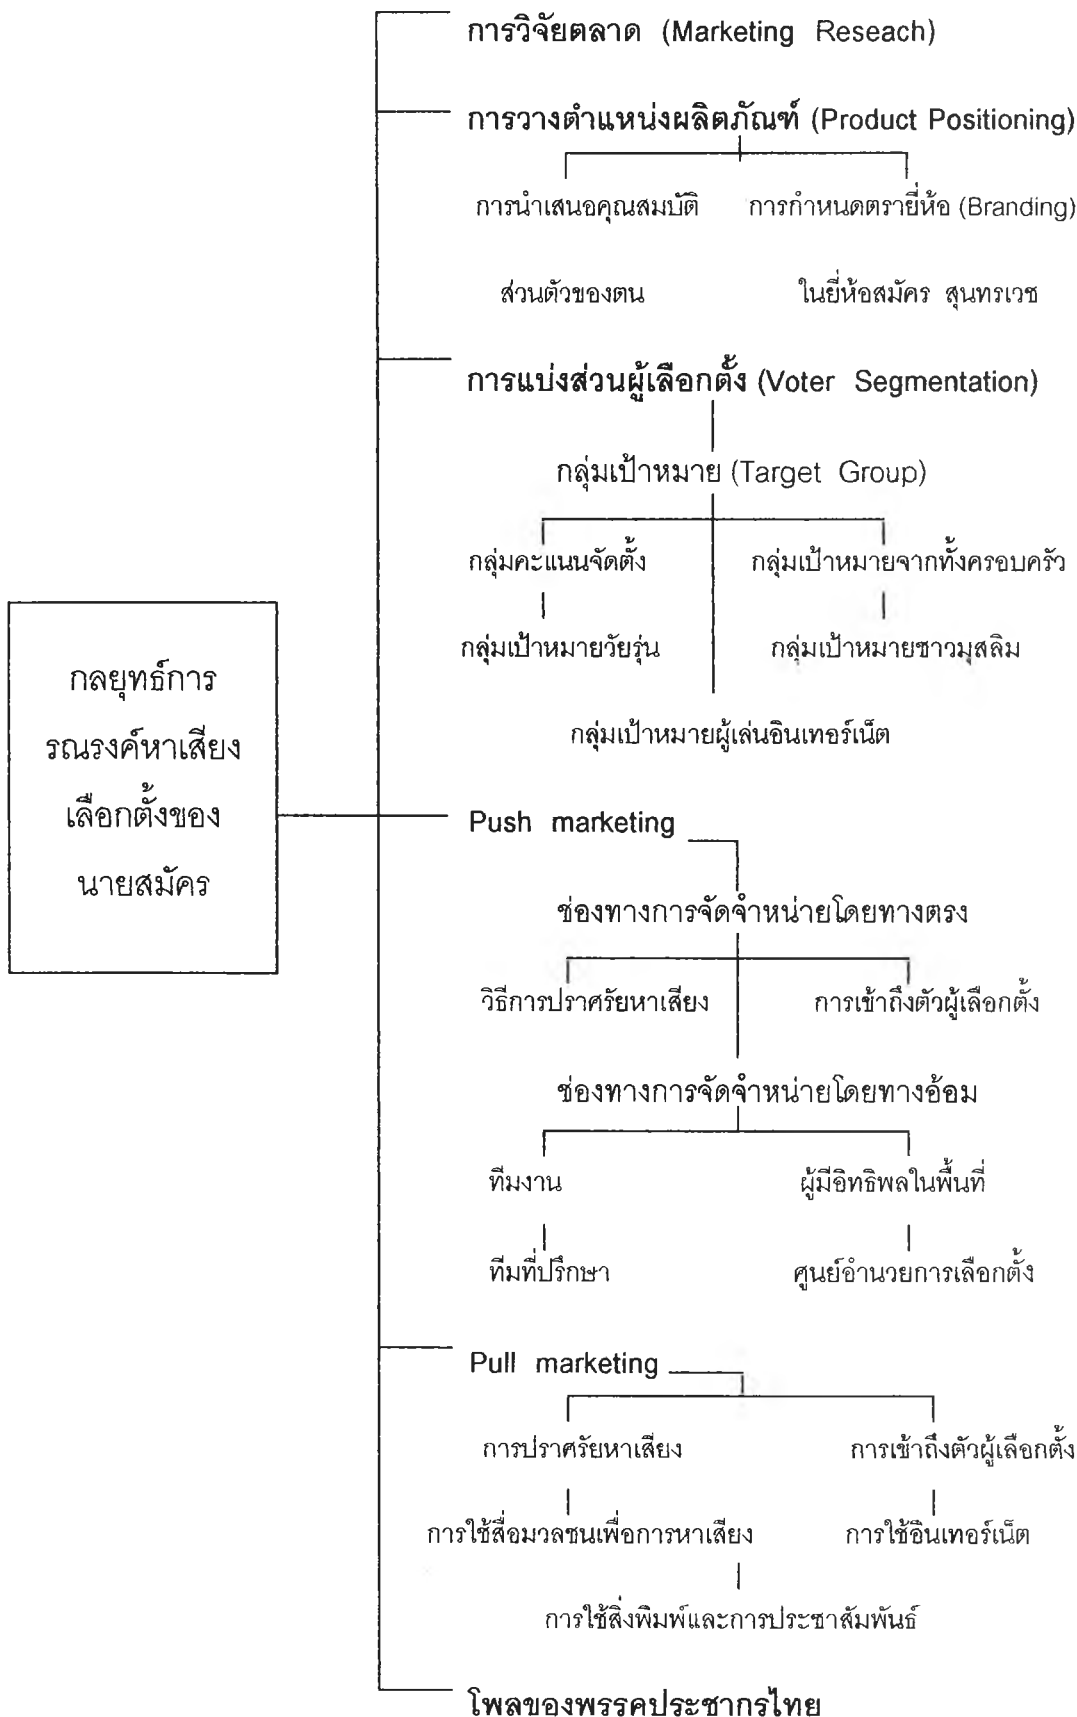 การวิจัยตลาด (Marketing Reseach)
การวางตำแหน่งผลิตภัณฑ์ (Product Positioning)
การนำเสนอคุณสมบัติ การกำหนดตรายี่ห้อ (Branding)
ส่วนตัวของตน ในยี่ห้อสมัคร สุนทรเวช
การแบ่งส่วนผู้เลือกตั้ง (Voter Segmentation)
กลุ่มเป้าหมาย (Target Group)
กลุ่มคะแนนจัดตั้ง กลุ่มเป้าหมายจากทั้งครอบครัว
กลุ่มเป้าหมายวัยรุ่น กลุ่มเป้าหมายชาวมุสลิม
กลุ่มเป้าหมายผู้เล่นอินเทอร์เน็ต
กลยุทธ์การ
รณรงค์หาเสียง
เลือกตั้งของ
นายสมัคร
Push marketing
ช่องทางการจัดจำหน่ายโดยทางตรง
วิธีการปราศรัยหาเสียง การเข้าถึงตัวผู้เลือกตั้ง
ช่องทางการจัดจำหน่ายโดยทางอ้อม
ทีมงาน ผู้มีอิทธิพลในพื้นที่
ทีมที่ปรึกษา ศูนย์อำนวยการเลือกตั้ง
Pull marketing
การปราศรัยหาเสียง การเข้าถึงตัวผู้เลือกตั้ง
การใช้สื่อมวลชนเพื่อการหาเสียง การใช้อินเทอร์เน็ต
การใช้สิ่งพิมพ์และการประชาสัมพันธ์
โพลของพรรคประชากรไทย